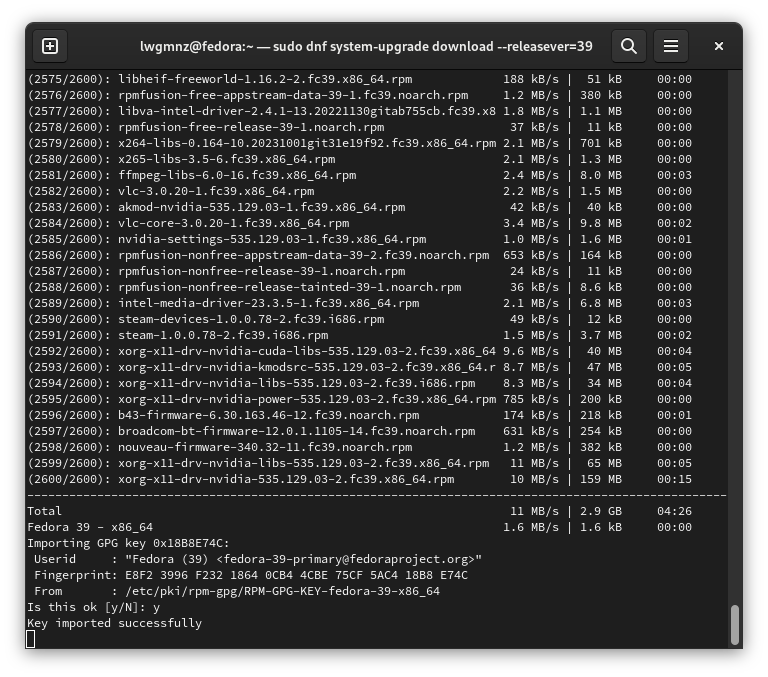 lwgmnz@fedora:~ — sudo dnf system-upgrade download --releasever=39
(2575/2600): libheif-freeworld-1.16.2-2.fc39.x86_64.rpm 188 kB/s | 51 kB 00:00
(2576/2600): rpmfusion-free-appstream-data-39-1.fc39.noarch.rpm 1.2 MB/s | 380 kB 00:00
(2577/2600): libva-intel-driver-2.4.1-13.20221130gitab755cb.fc39.x8 1.8 MB/s | 1.1 MB 00:00
(2578/2600): rpmfusion-free-release-39-1.noarch.rpm 37 kB/s | 11 kB 00:00
(2579/2600): x264-libs-0.164-10.20231001git31e19f92.fc39.x86_64.rpm 2.1 MB/s | 701 kB 00:00
(2580/2600): x265-libs-3.5-6.fc39.x86_64.rpm 2.1 MB/s | 1.3 MB 00:00
(2581/2600): ffmpeg-libs-6.0-16.fc39.x86_64.rpm 2.4 MB/s | 8.0 MB 00:03
(2582/2600): vlc-3.0.20-1.fc39.x86_64.rpm 2.2 MB/s | 1.5 MB 00:00
(2583/2600): akmod-nvidia-535.129.03-1.fc39.x86_64.rpm 42 kB/s | 40 kB 00:00
(2584/2600): vlc-core-3.0.20-1.fc39.x86_64.rpm 3.4 MB/s | 9.8 MB 00:02
(2585/2600): nvidia-settings-535.129.03-1.fc39.x86_64.rpm 1.0 MB/s | 1.6 MB 00:01
(2586/2600): rpmfusion-nonfree-appstream-data-39-2.fc39.noarch.rpm 653 kB/s | 164 kB 00:00
(2587/2600): rpmfusion-nonfree-release-39-1.noarch.rpm 24 kB/s | 11 kB 00:00
(2588/2600): rpmfusion-nonfree-release-tainted-39-1.noarch.rpm 36 kB/s | 8.6 kB 00:00
(2589/2600): intel-media-driver-23.3.5-1.fc39.x86_64.rpm 2.1 MB/s | 6.8 MB 00:03
(2590/2600): steam-devices-1.0.0.78-2.fc39.i686.rpm 49 kB/s | 12 kB 00:00
(2591/2600): steam-1.0.0.78-2.fc39.i686.rpm 1.5 MB/s | 3.7 MB 00:02
(2592/2600): xorg-x11-drv-nvidia-cuda-libs-535.129.03-2.fc39.x86_64 9.6 MB/s | 40 MB 00:04
(2593/2600): xorg-x11-drv-nvidia-kmodsrc-535.129.03-2.fc39.x86_64.r 8.7 MB/s | 47 MB 00:05
(2594/2600): xorg-x11-drv-nvidia-libs-535.129.03-2.fc39.i686.rpm 8.3 MB/s | 34 MB 00:04
(2595/2600): xorg-x11-drv-nvidia-power-535.129.03-2.fc39.x86_64.rpm 785 kB/s | 200 kB 00:00
(2596/2600): b43-firmware-6.30.163.46-12.fc39.noarch.rpm 174 kB/s | 218 kB 00:01
(2597/2600): broadcom-bt-firmware-12.0.1.1105-14.fc39.noarch.rpm 631 kB/s | 254 kB 00:00
(2598/2600): nouveau-firmware-340.32-11.fc39.noarch.rpm 1.2 MB/s | 382 kB 00:00
(2599/2600): xorg-x11-drv-nvidia-libs-535.129.03-2.fc39.x86_64.rpm 11 MB/s | 65 MB 00:05
(2600/2600): xorg-x11-drv-nvidia-535.129.03-2.fc39.x86_64.rpm 10 MB/s | 159 MB 00:15
----------------------------------------------------------------------------------------------------
Total 11 MB/s | 2.9 GB 04:26
Fedora 39 - x86_64 1.6 MB/s | 1.6 kB 00:00
Importing GPG key 0x18B8E74C:
Userid : "Fedora (39) <fedora-39-primary@fedoraproject.org>"
Fingerprint: E8F2 3996 F232 1864 0CB4 4CBE 75CF 5AC4 18B8 E74C
From : /etc/pki/rpm-gpg/RPM-GPG-KEY-fedora-39-x86_64
Is this ok [y/N]: y
Key imported successfully